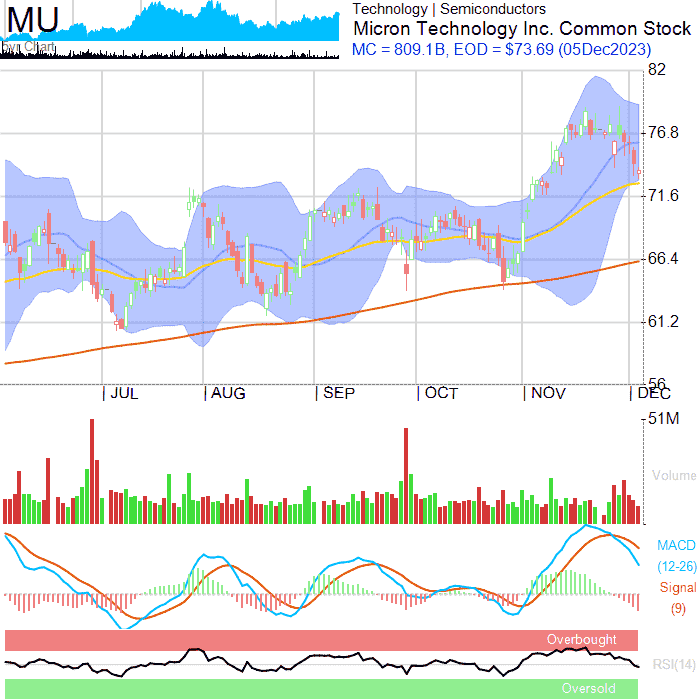 MU
Technology | Semiconductors
Micron Technology Inc. Common Stock
MC = 809.1B, EOD = $73.69 (05Dec2023)
82
76.8
71.6
66.4
61.2
56
| JUL | AUG | SEP | OCT | NOV | DEC
51M
Volume
MACD
(12-26)
Signal
(9)
Overbought
RSI(14)
Oversold